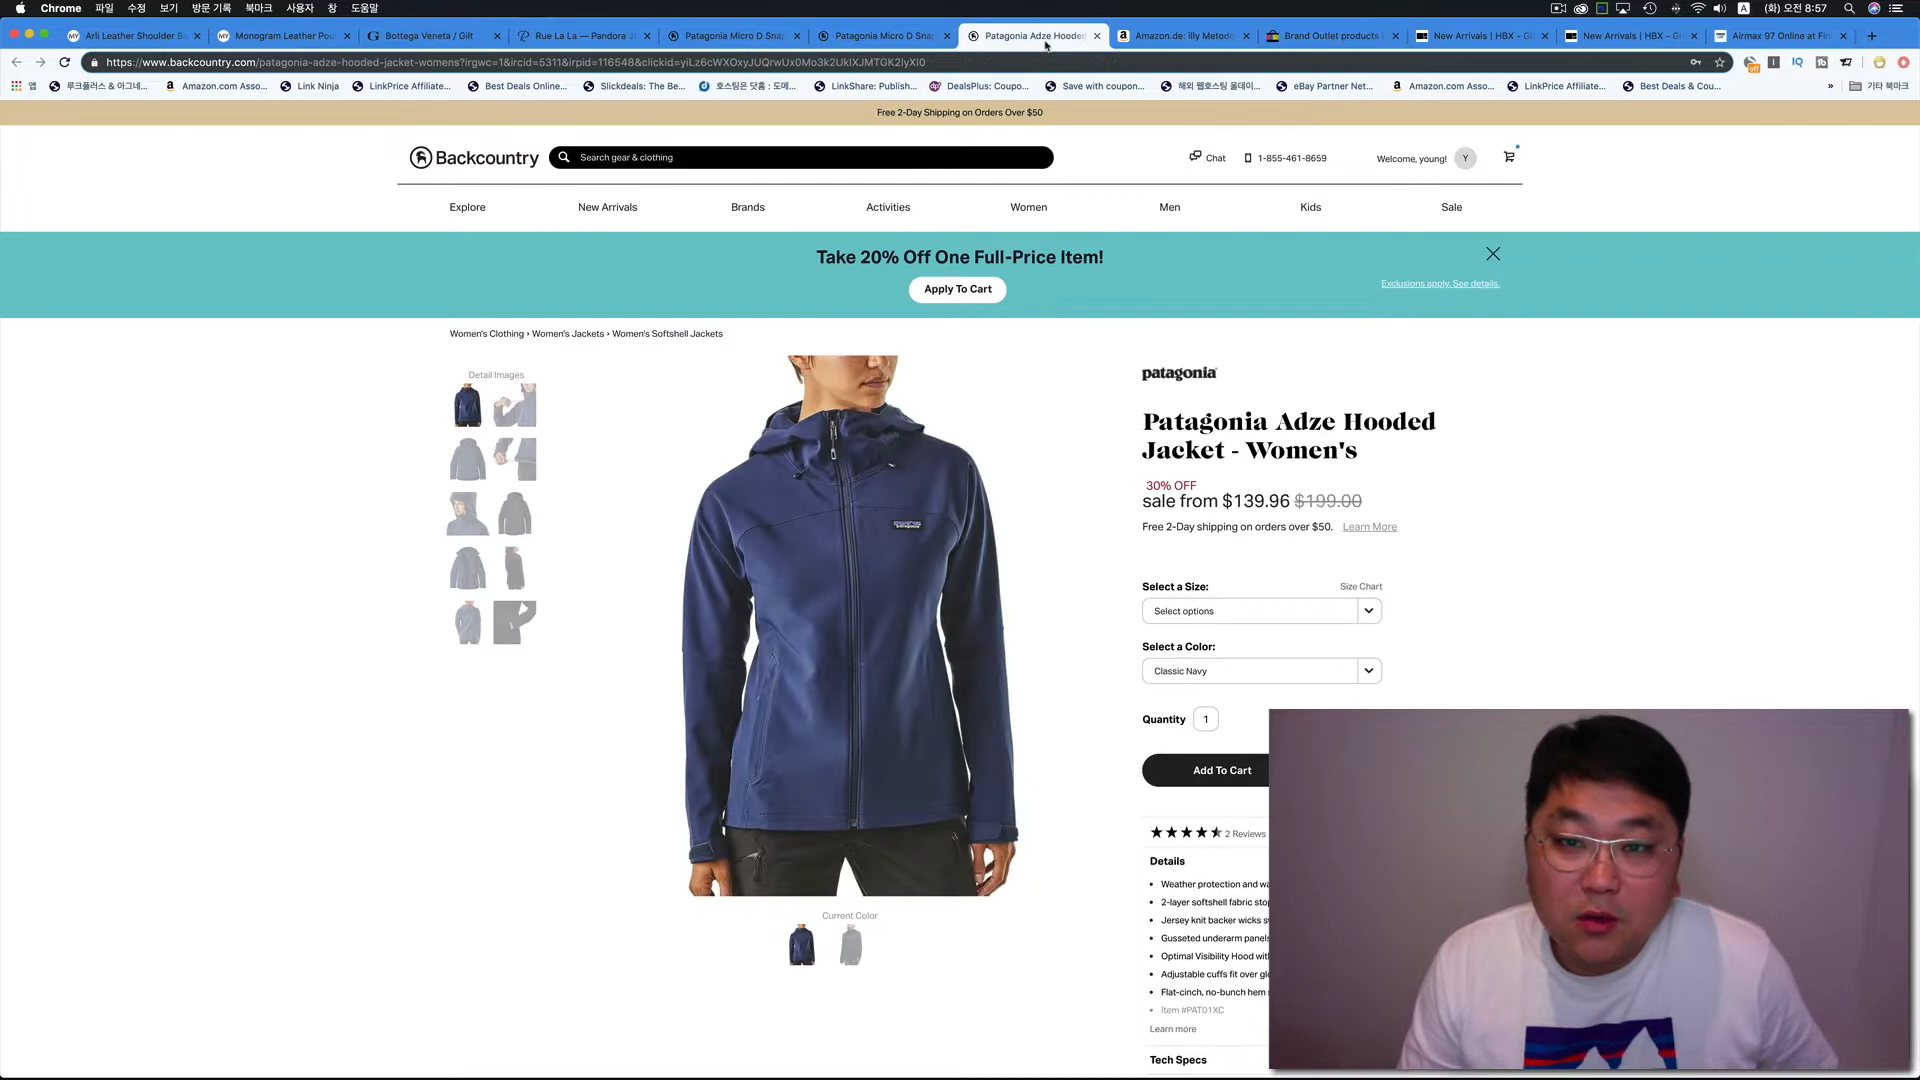 Chrome 파일 수정 보기 방문 기록 북마크 사용자 창 도움말 A (화) 오전 8:57
MY Arli Leather Shoulder Ba MY Monogram Leather Pou G Bottega Veneta / Gilt Rue La La — Pandora J Patagonia Micro D Snap Patagonia Micro D Snap Patagonia Adze Hooded Amazon.de: illy Metodo Brand Outlet products New Arrivals | HBX - Gl New Arrivals | HBX - Gl Airmax 97 Online at Fin
https://www.backcountry.com/patagonia-adze-hooded-jacket-womens?irgwc=1&ircid=5311&irpid=116548&clickid=yiLz6cWXOxyJUQrwUx0Mo3k2UklXJMTGK2IyXI0
앱 루크플러스 & 아그네... Amazon.com Asso... Link Ninja LinkPrice Affiliate... Best Deals Online... Slickdeals: The Be... 호스팅은 닷홈 : 도메... LinkShare: Publish... DealsPlus: Coupo... Save with coupon... 해외 웹호스팅 올데이... eBay Partner Net... Amazon.com Asso... LinkPrice Affiliate... Best Deals & Cou... » 기타 북마크
Free 2-Day Shipping on Orders Over $50
Backcountry Search gear & clothing Chat 1-855-461-8659 Welcome, young! Y
Explore New Arrivals Brands Activities Women Men Kids Sale
Take 20% Off One Full-Price Item!
Apply To Cart
Exclusions apply. See details.
Women's Clothing › Women's Jackets › Women's Softshell Jackets
Detail Images
patagonia
Patagonia Adze Hooded
Jacket - Women's
30% OFF
sale from $139.96 $199.00
Free 2-Day shipping on orders over $50. Learn More
Select a Size: Size Chart
Select options
Select a Color:
Classic Navy
Quantity 1
Add To Cart
2 Reviews
Details
Weather protection and wa
2-layer softshell fabric stop
Jersey knit backer wicks s
Gusseted underarm panels
Optimal Visibility Hood wit
Adjustable cuffs fit over gl
Flat-cinch, no-bunch hem
Item #PAT01XC
Learn more
Tech Specs
Current Color